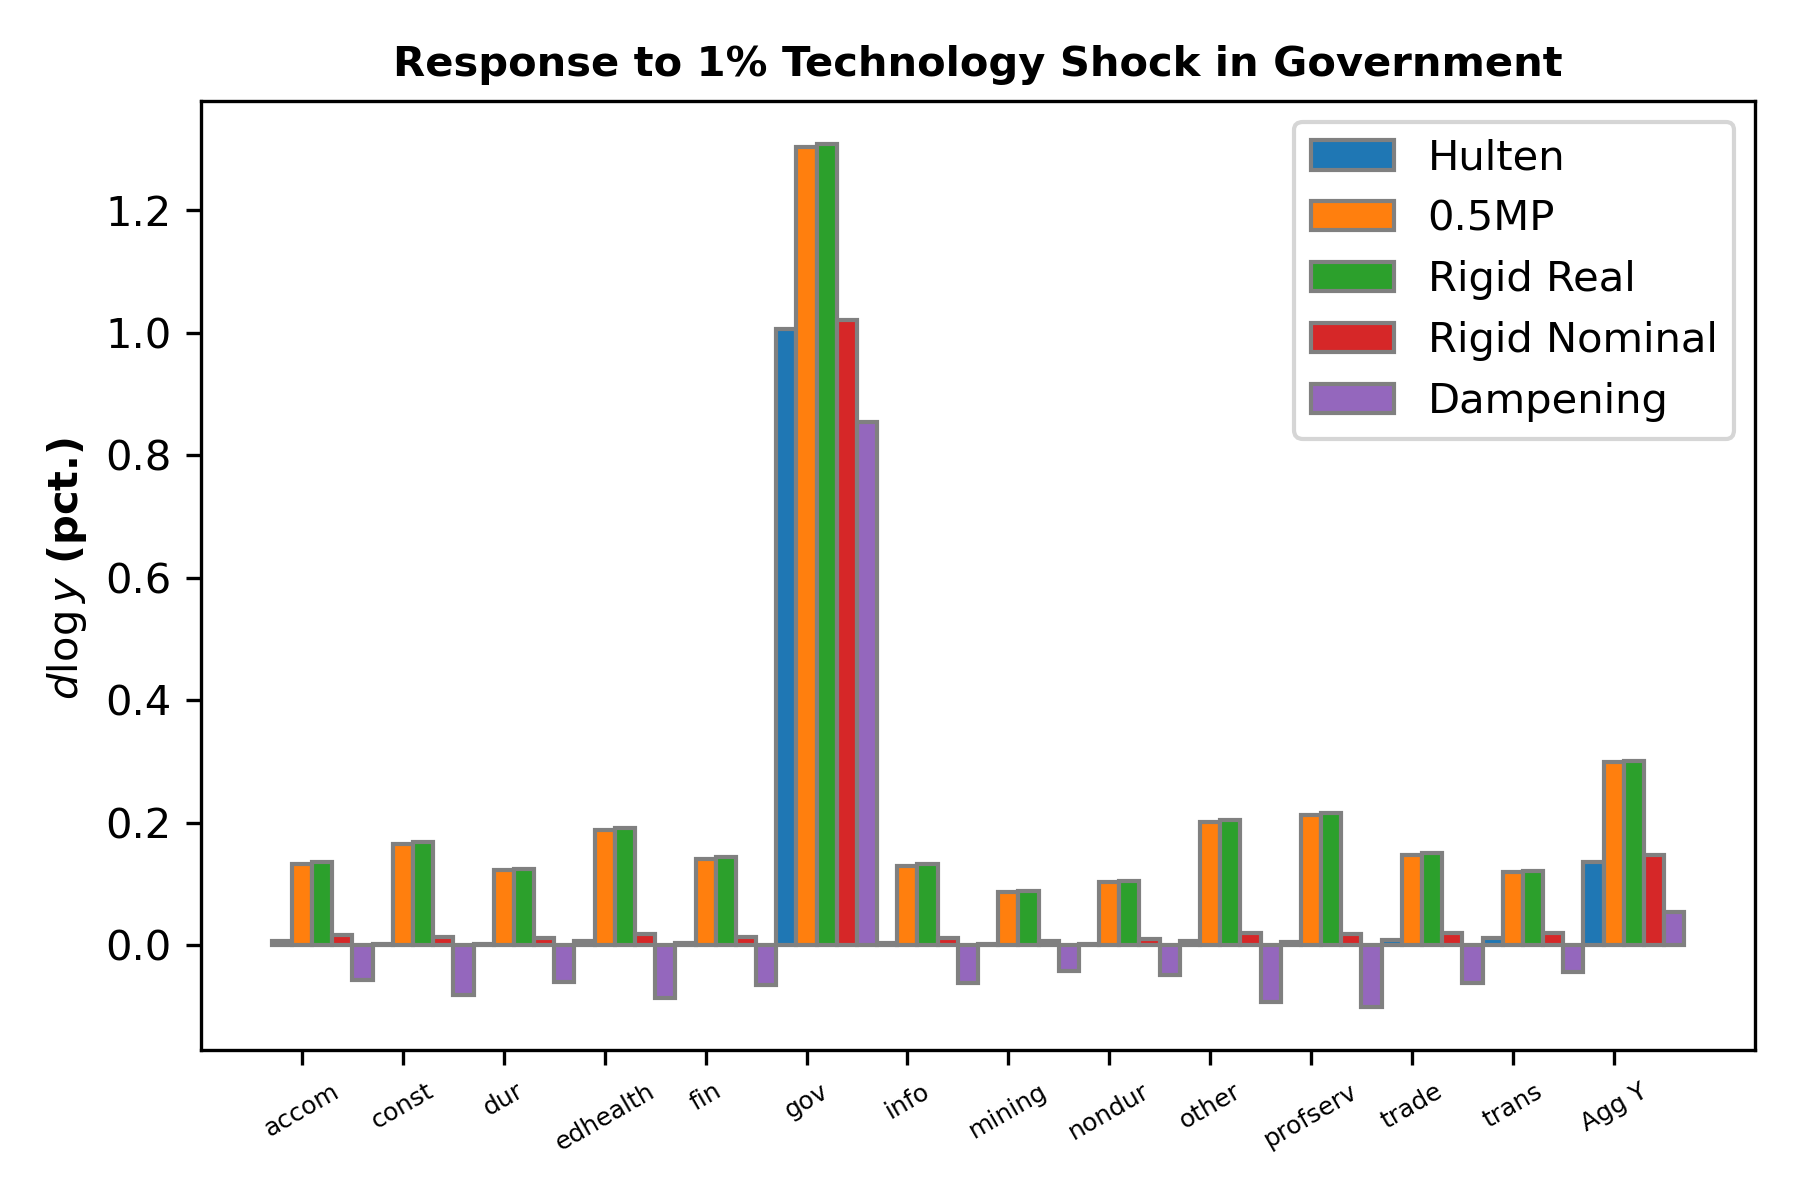 Response to 1% Technology Shock in Government
dlog y (pct.)
1.2
1.0
0.8
0.6
0.4
0.2
0.0
Hulten
0.5MP
Rigid Real
Rigid Nominal
Dampening
accom const dur edhealth fin gov info mining nondur other profserv trade trans Agg Y